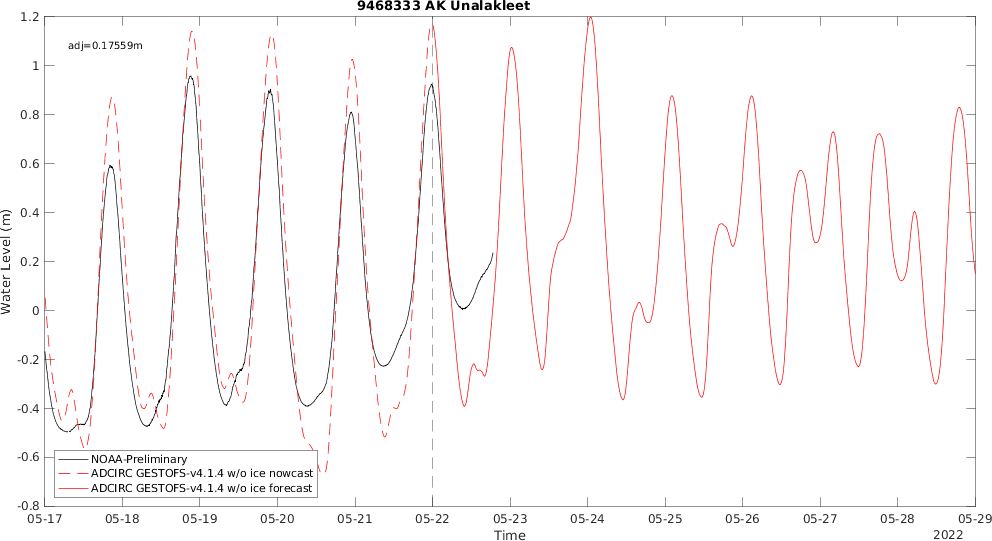 9468333 AK Unalakleet
adj=0.17559m
1.2
1
0.8
0.6
0.4
0.2
0
-0.2
-0.4
-0.6
-0.8
Water Level (m)
NOAA-Preliminary
ADCIRC GESTOFS-v4.1.4 w/o ice nowcast
ADCIRC GESTOFS-v4.1.4 w/o ice forecast
05-17 05-18 05-19 05-20 05-21 05-22 05-23 05-24 05-25 05-26 05-27 05-28 05-29
Time
2022